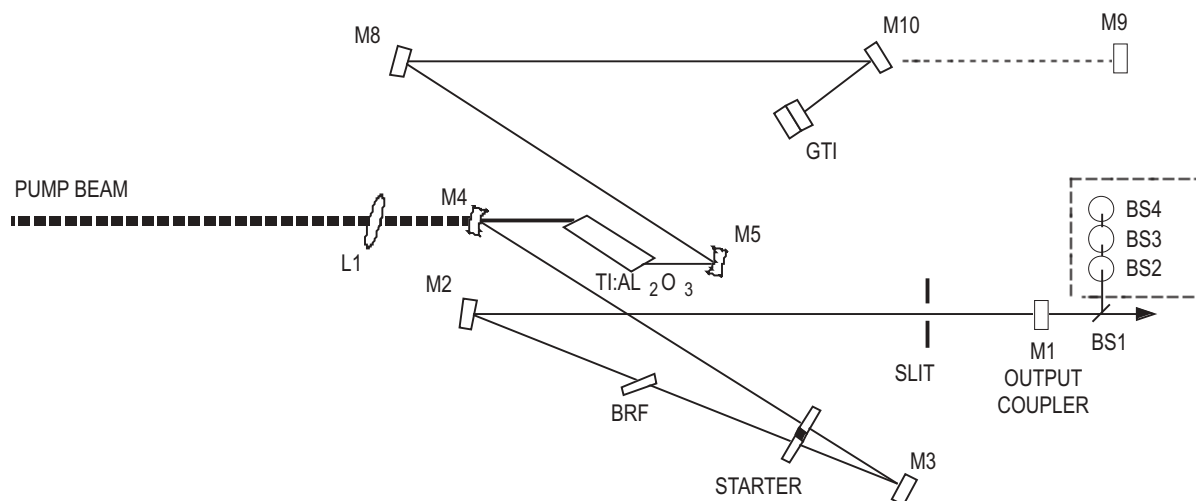 M8
M10
M9
GTI
PUMP BEAM
M4
L1
M5
TI:AL 2 O 3
BS4
BS3
BS2
M2
BS1
SLIT
M1
OUTPUT
COUPLER
BRF
STARTER
M3